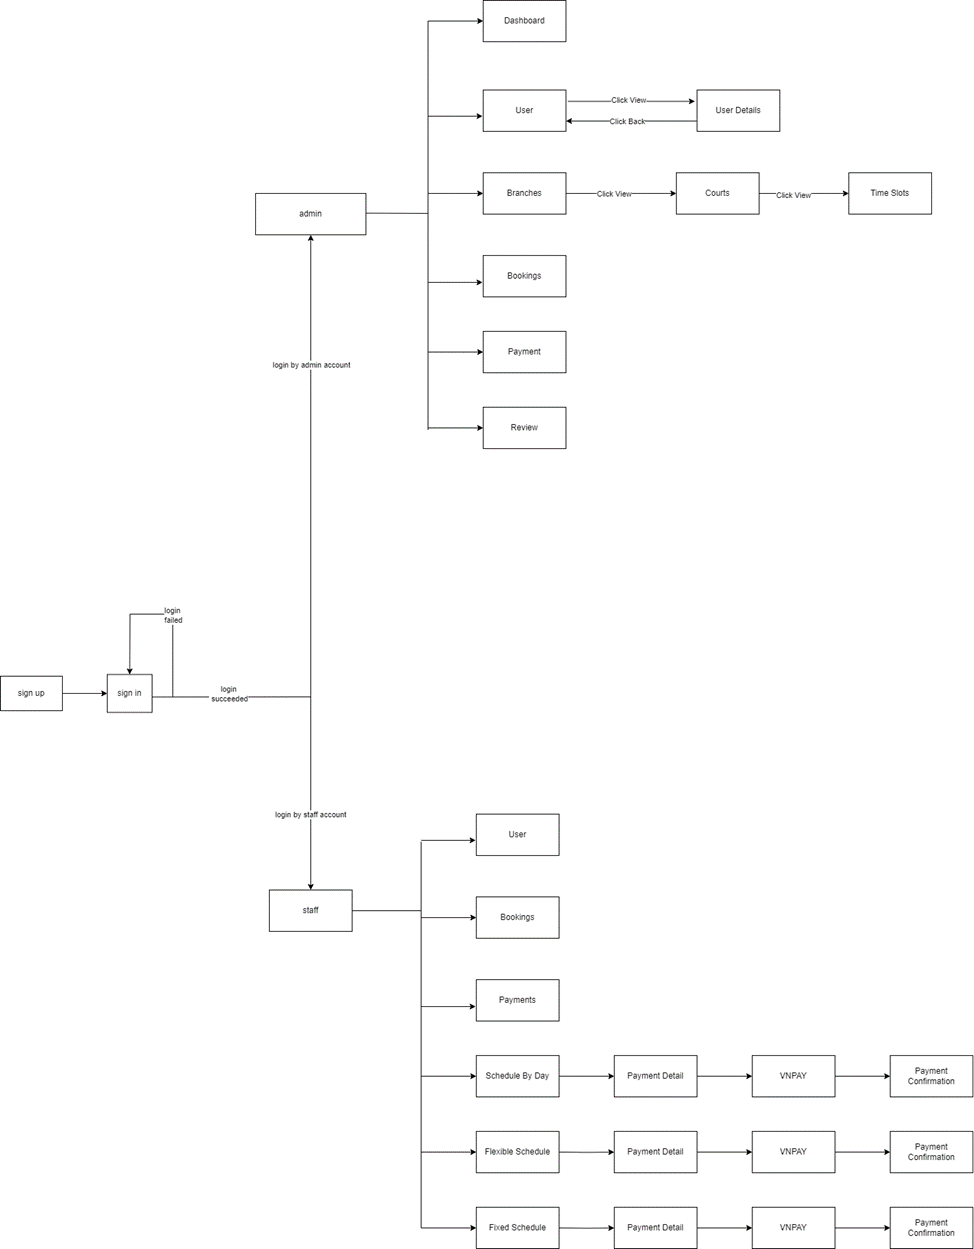 Dashboard
User
Click View
User Details
Click Back
Branches
Click View
Courts
Click View
Time Slots
admin
Bookings
Payment
login by admin account
Review
login
failed
sign up
sign in
login
succeeded
login by staff account
User
staff
Bookings
Payments
Schedule By Day
Payment Detail
VNPAY
Payment
Confirmation
Flexible Schedule
Payment Detail
VNPAY
Payment
Confirmation
Fixed Schedule
Payment Detail
VNPAY
Payment
Confirmation